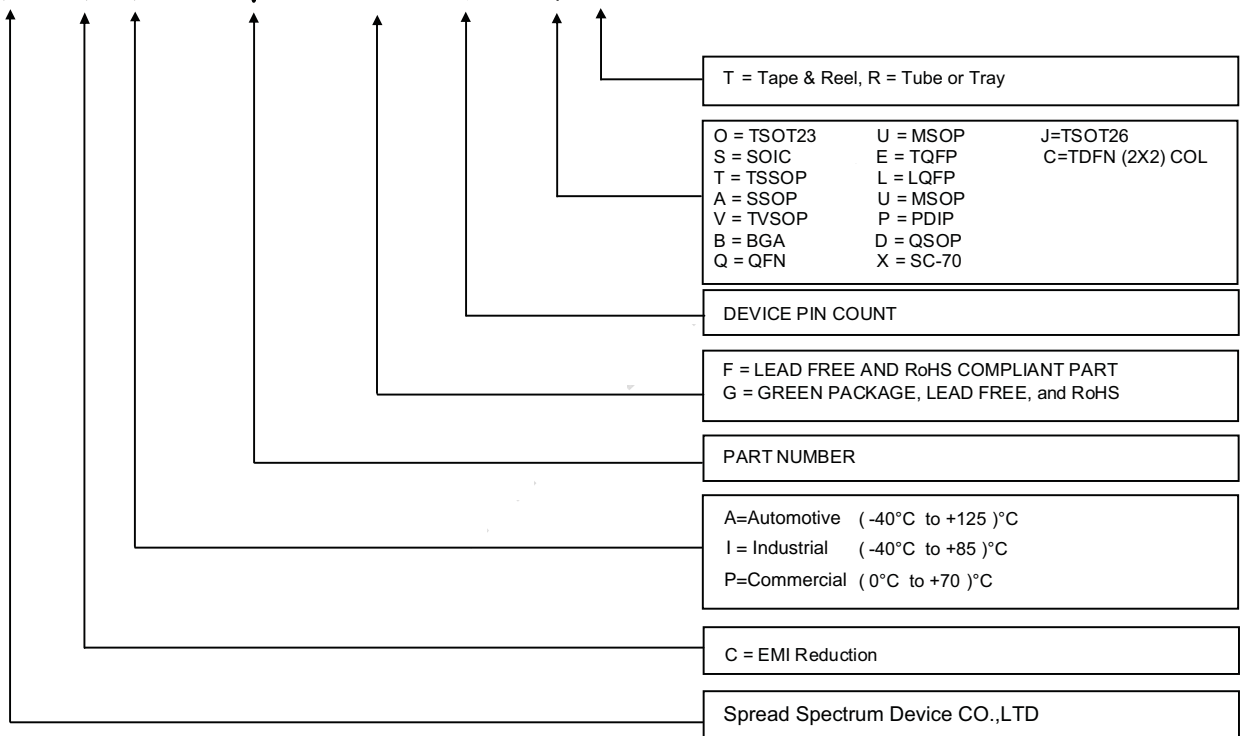 T = Tape & Reel, R = Tube or Tray
O = TSOT23 U = MSOP J=TSOT26
S = SOIC E = TQFP C=TDFN (2X2) COL
T = TSSOP L = LQFP
A = SSOP U = MSOP
V = TVSOP P = PDIP
B = BGA D = QSOP
Q = QFN X = SC-70
DEVICE PIN COUNT
F = LEAD FREE AND RoHS COMPLIANT PART
G = GREEN PACKAGE, LEAD FREE, and RoHS
PART NUMBER
A=Automotive ( -40°C to +125 )°C
I = Industrial ( -40°C to +85 )°C
P=Commercial ( 0°C to +70 )°C
C = EMI Reduction
Spread Spectrum Device CO.,LTD